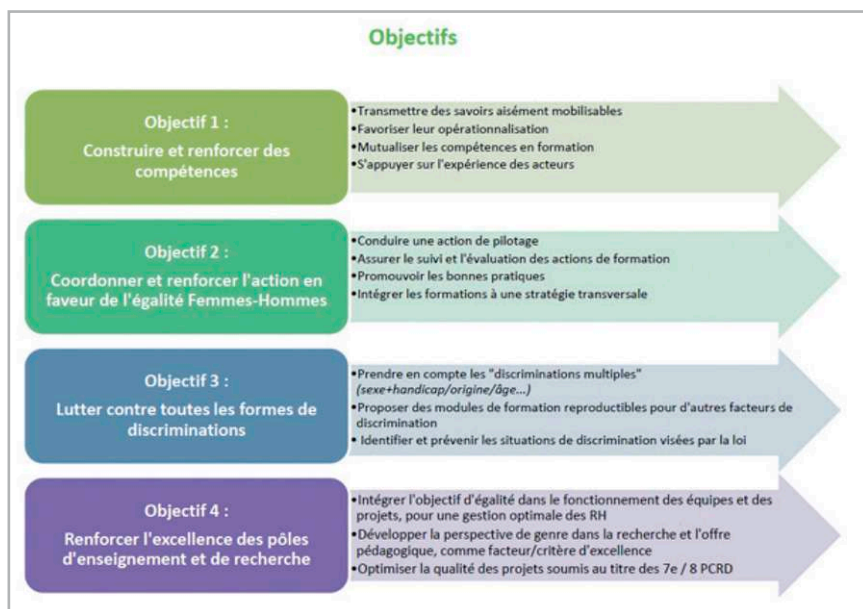 Objectifs
Objectif 1 :
Construire et renforcer des
compétences
•Transmettre des savoirs aisément mobilisables
•Favoriser leur opérationnalisation
•Mutualiser les compétences en formation
•S'appuyer sur l'expérience des acteurs
Objectif 2 :
Coordonner et renforcer l'action en
faveur de l'égalité Femmes-Hommes
•Conduire une action de pilotage
•Assurer le suivi et l'évaluation des actions de formation
•Promouvoir les bonnes pratiques
•Intégrer les formations à une stratégie transversale
Objectif 3 :
Lutter contre toutes les formes de
discriminations
•Prendre en compte les "discriminations multiples"
(sexe+handicap/origine/âge...)
•Proposer des modules de formation reproductibles pour d'autres facteurs de
discrimination
• Identifier et prévenir les situations de discrimination visées par la loi
Objectif 4 :
Renforcer l'excellence des pôles
d'enseignement et de recherche
•Intégrer l'objectif d'égalité dans le fonctionnement des équipes et des
projets, pour une gestion optimale des RH
•Développer la perspective de genre dans la recherche et l'offre
pédagogique, comme facteur/critère d'excellence
•Optimiser la qualité des projets soumis au titre des 7e / 8 PCRD